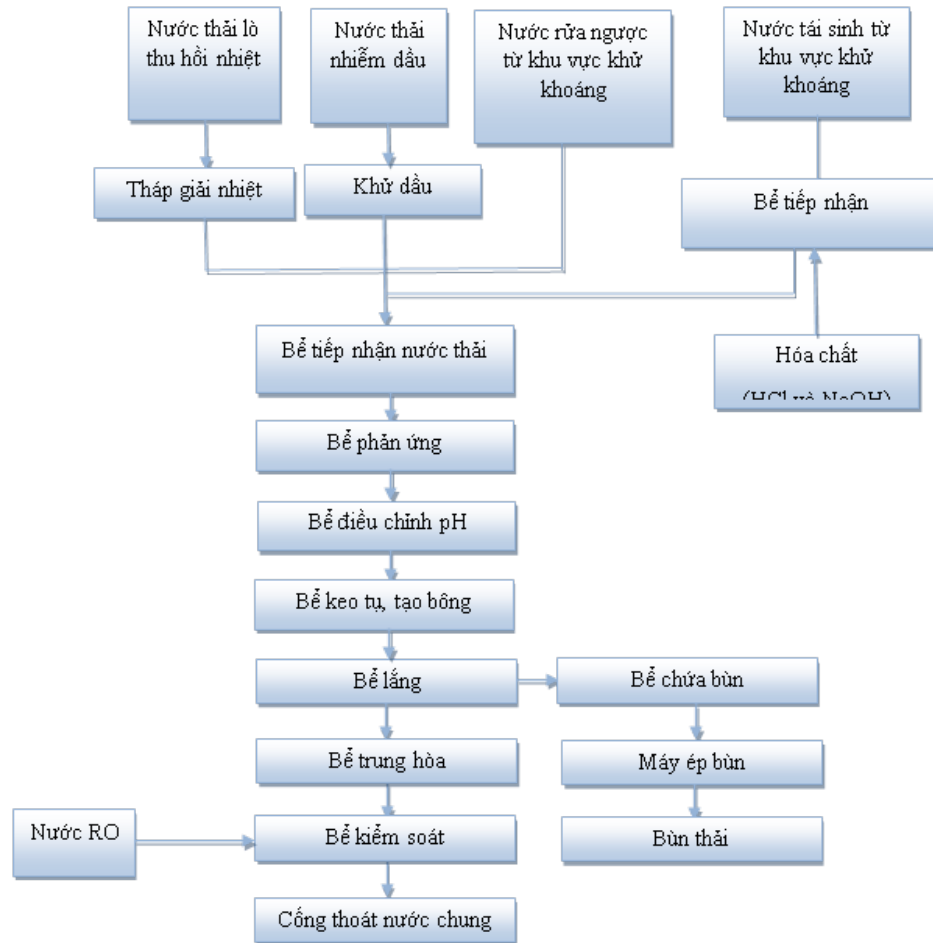 Nước thải lò
thu hồi nhiệt
Nước thải
nhiễm dầu
Nước rửa ngược
từ khu vực khử
khoáng
Nước tái sinh từ
khu vực khử
khoáng
Tháp giải nhiệt
Khử dầu
Bể tiếp nhận
Bể tiếp nhận nước thải
Hóa chất
(HCl và NaOH)
Bể phản ứng
Bể điều chỉnh pH
Bể keo tụ, tạo bông
Bể lắng
Bể chứa bùn
Bể trung hòa
Máy ép bùn
Nước RO
Bể kiểm soát
Bùn thải
Cống thoát nước chung